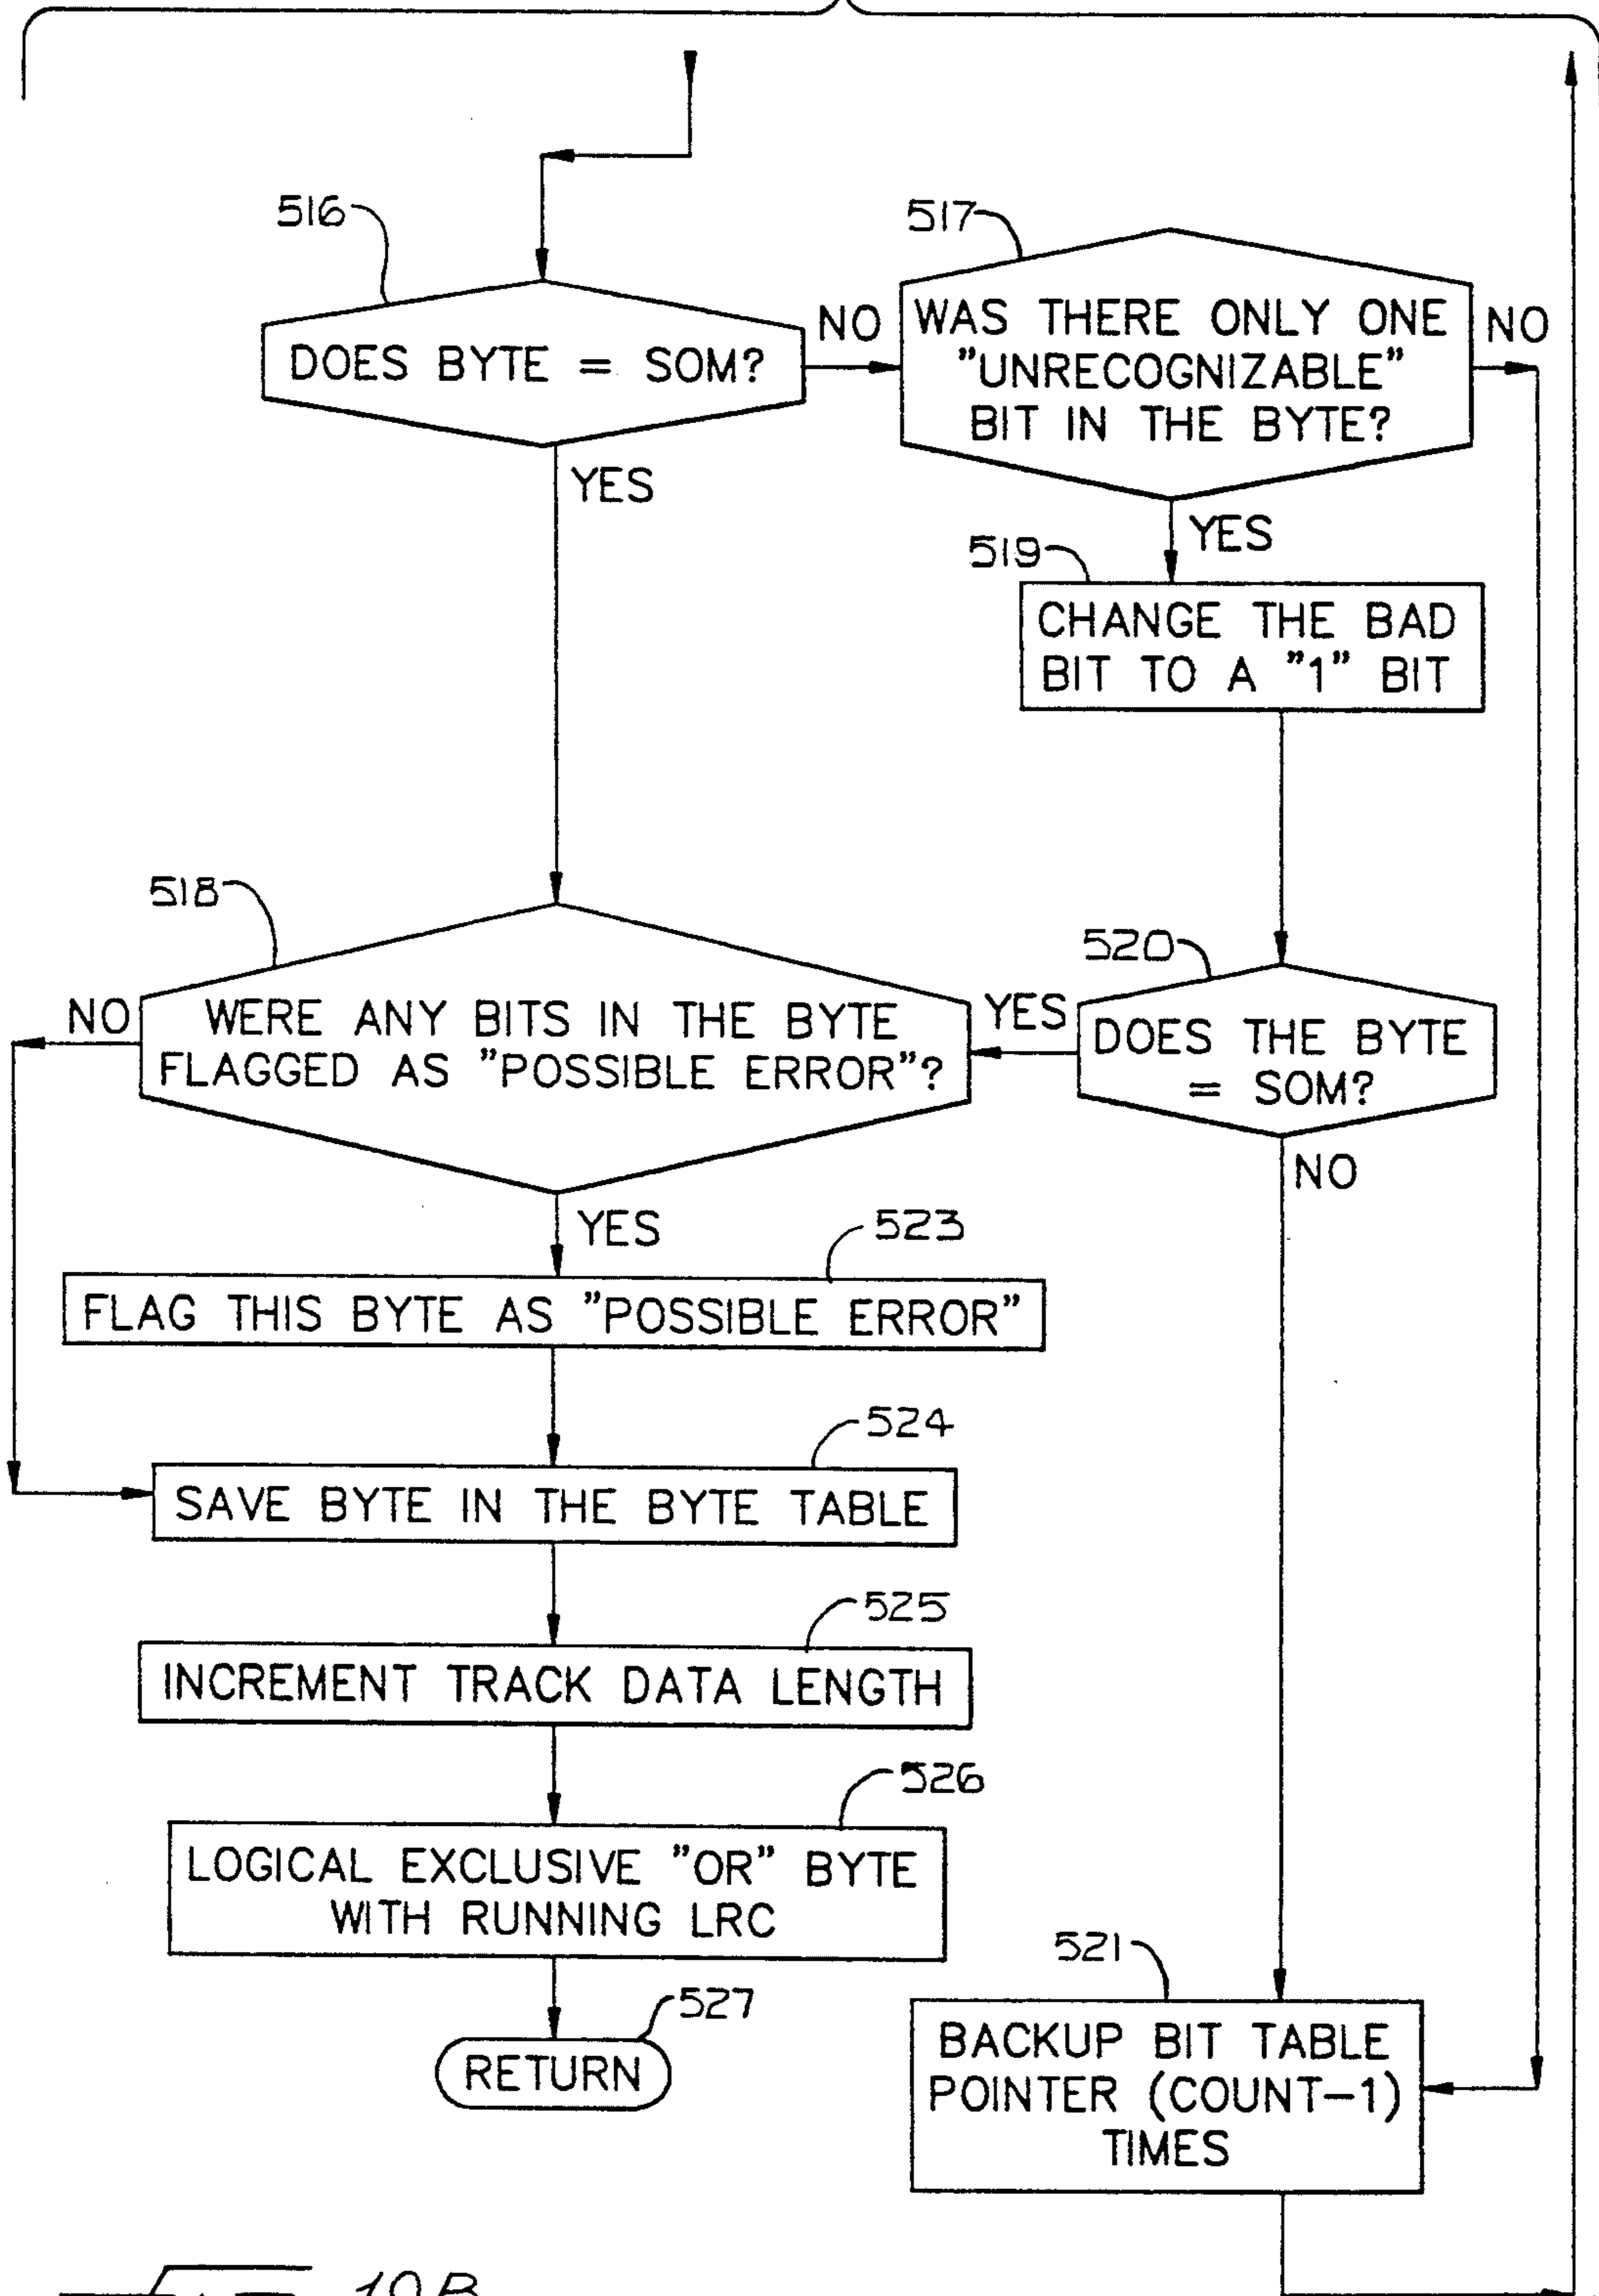 516
DOES BYTE = SOM?
NO
YES
517
WAS THERE ONLY ONE
"UNRECOGNIZABLE"
BIT IN THE BYTE?
NO
YES
519
CHANGE THE BAD
BIT TO A "1" BIT
518
WERE ANY BITS IN THE BYTE
FLAGGED AS "POSSIBLE ERROR"?
NO
YES
520
DOES THE BYTE
= SOM?
YES
NO
523
FLAG THIS BYTE AS "POSSIBLE ERROR"
524
SAVE BYTE IN THE BYTE TABLE
525
INCREMENT TRACK DATA LENGTH
526
LOGICAL EXCLUSIVE "OR" BYTE
WITH RUNNING LRC
527
RETURN
521
BACKUP BIT TABLE
POINTER (COUNT-1)
TIMES
10B